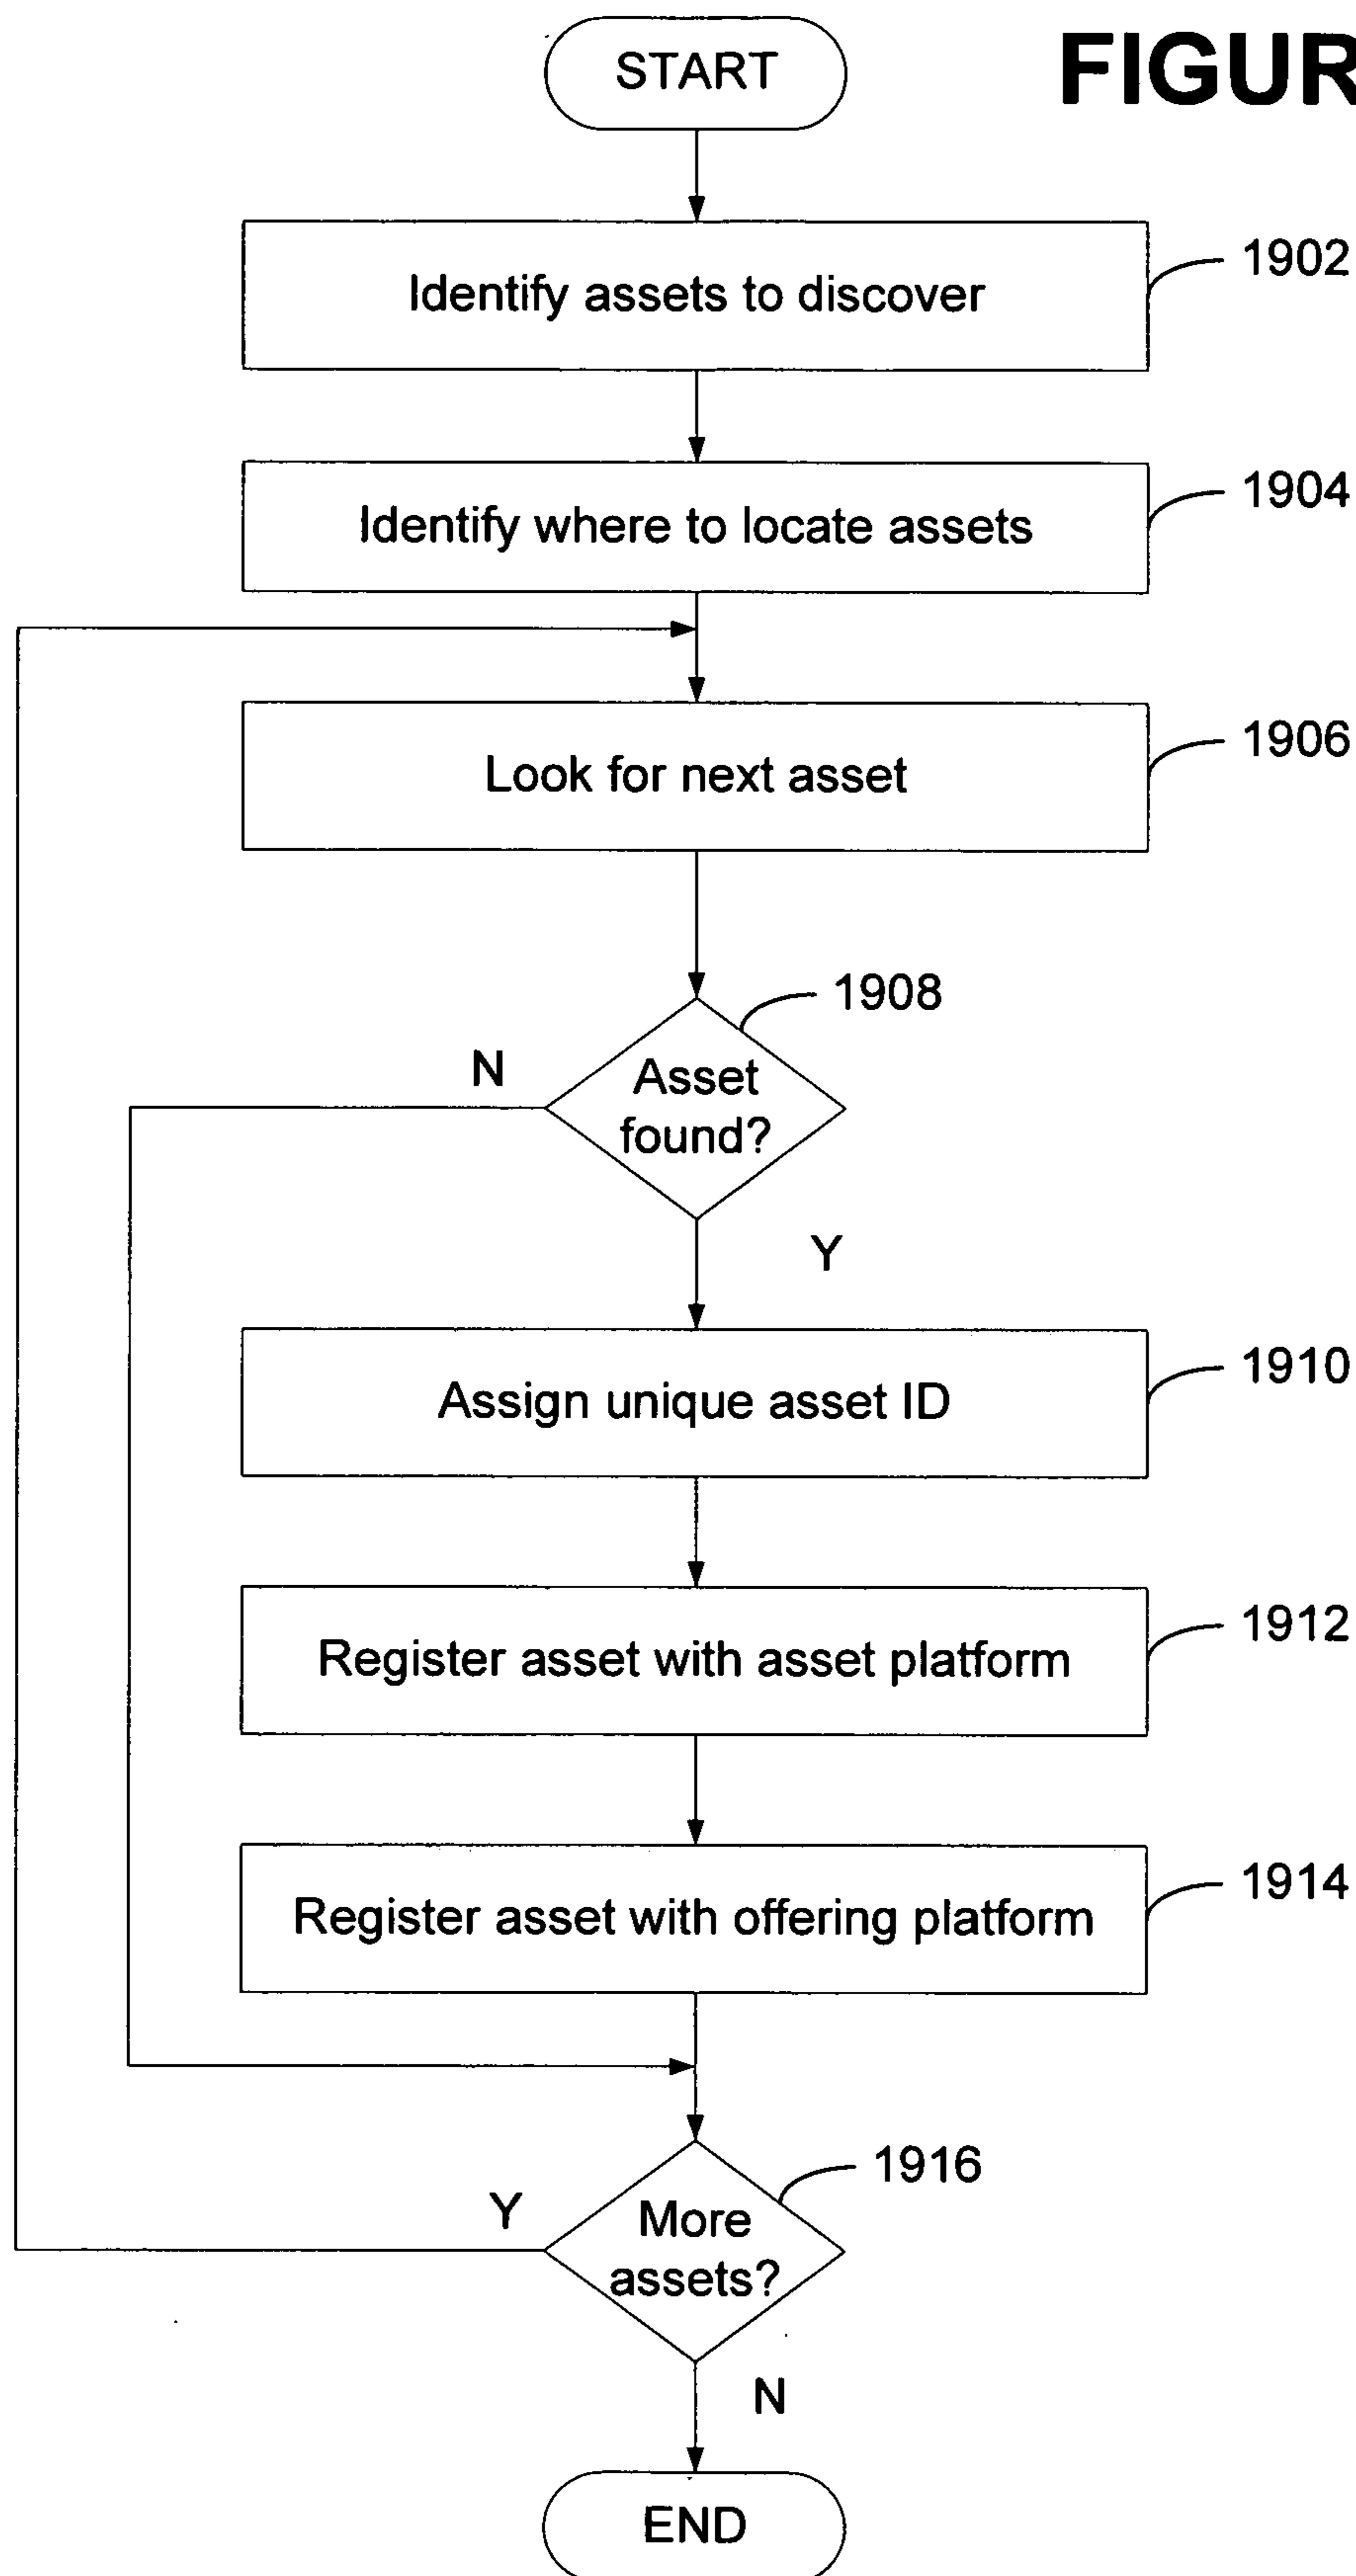 START
FIGUR
Identify assets to discover
1902
Identify where to locate assets
1904
Look for next asset
1906
1908
Asset
found?
N
Y
Assign unique asset ID
1910
Register asset with asset platform
1912
Register asset with offering platform
1914
1916
More
assets?
Y
N
END